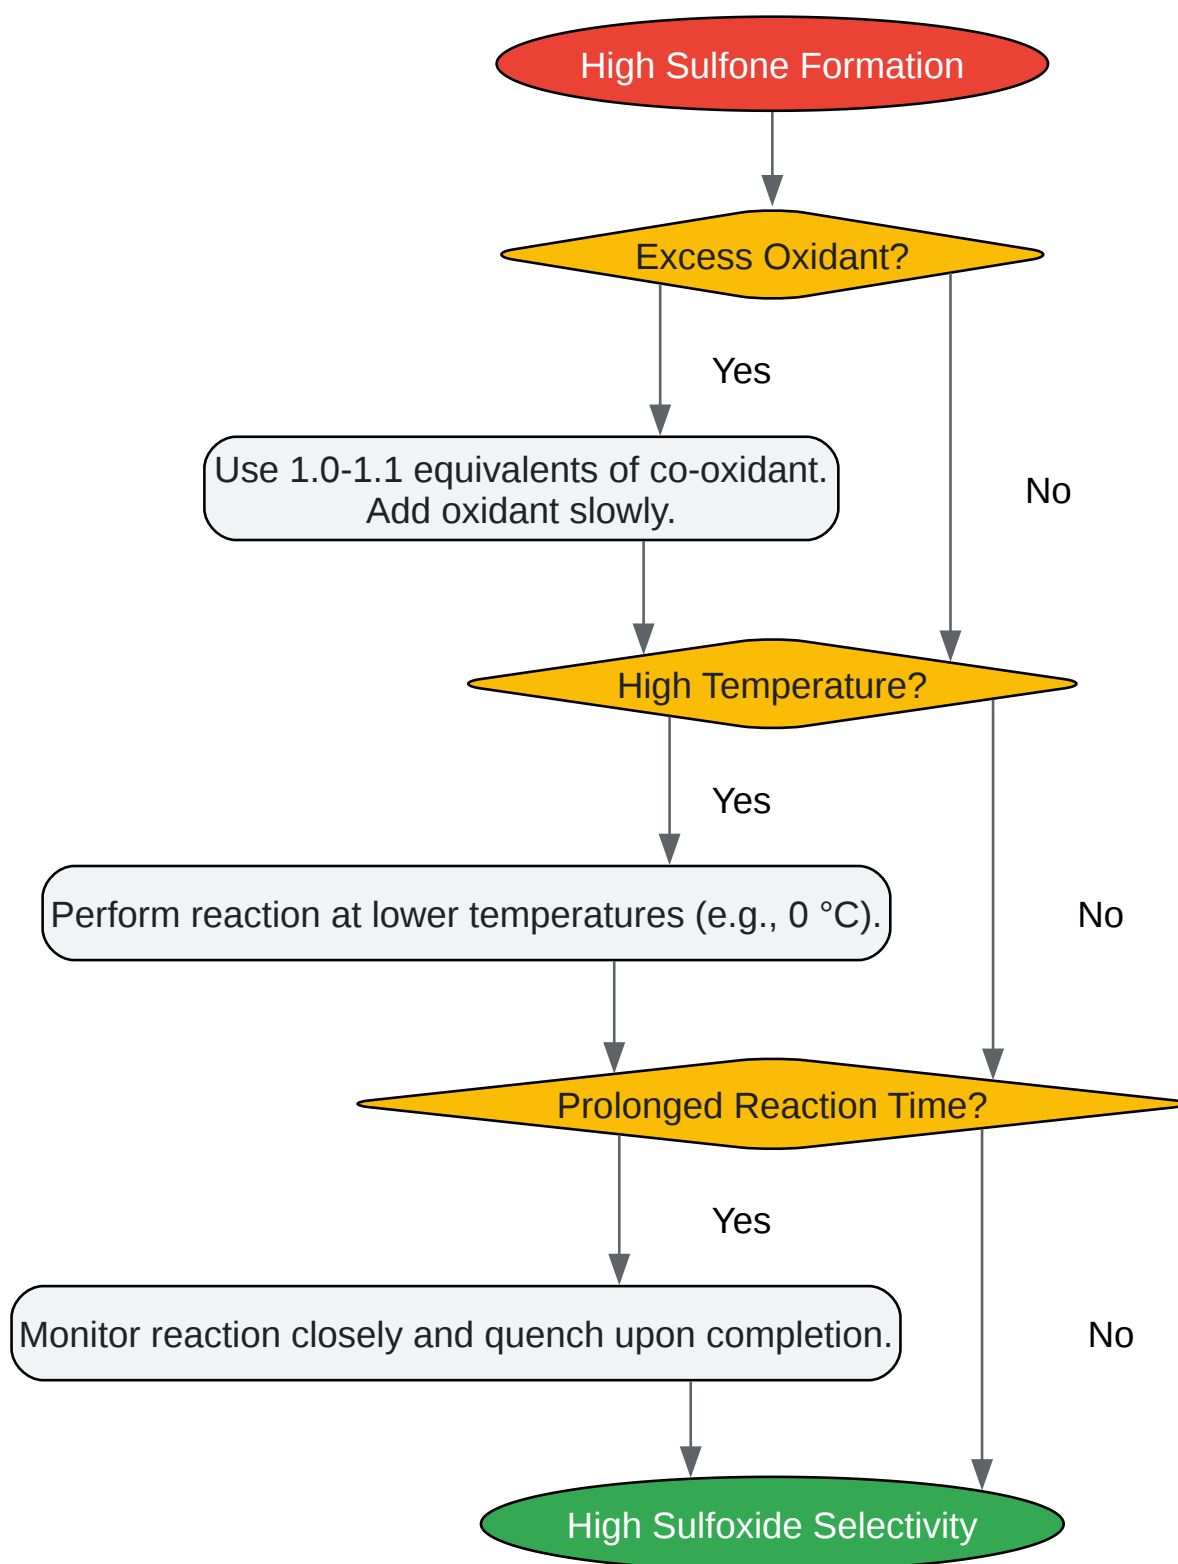 High Sulfone Formation
Excess Oxidant?
Yes
Use 1.0-1.1 equivalents of co-oxidant.
Add oxidant slowly.
No
High Temperature?
Yes
Perform reaction at lower temperatures (e.g., 0 °C).
No
Prolonged Reaction Time?
Yes
Monitor reaction closely and quench upon completion.
No
High Sulfoxide Selectivity